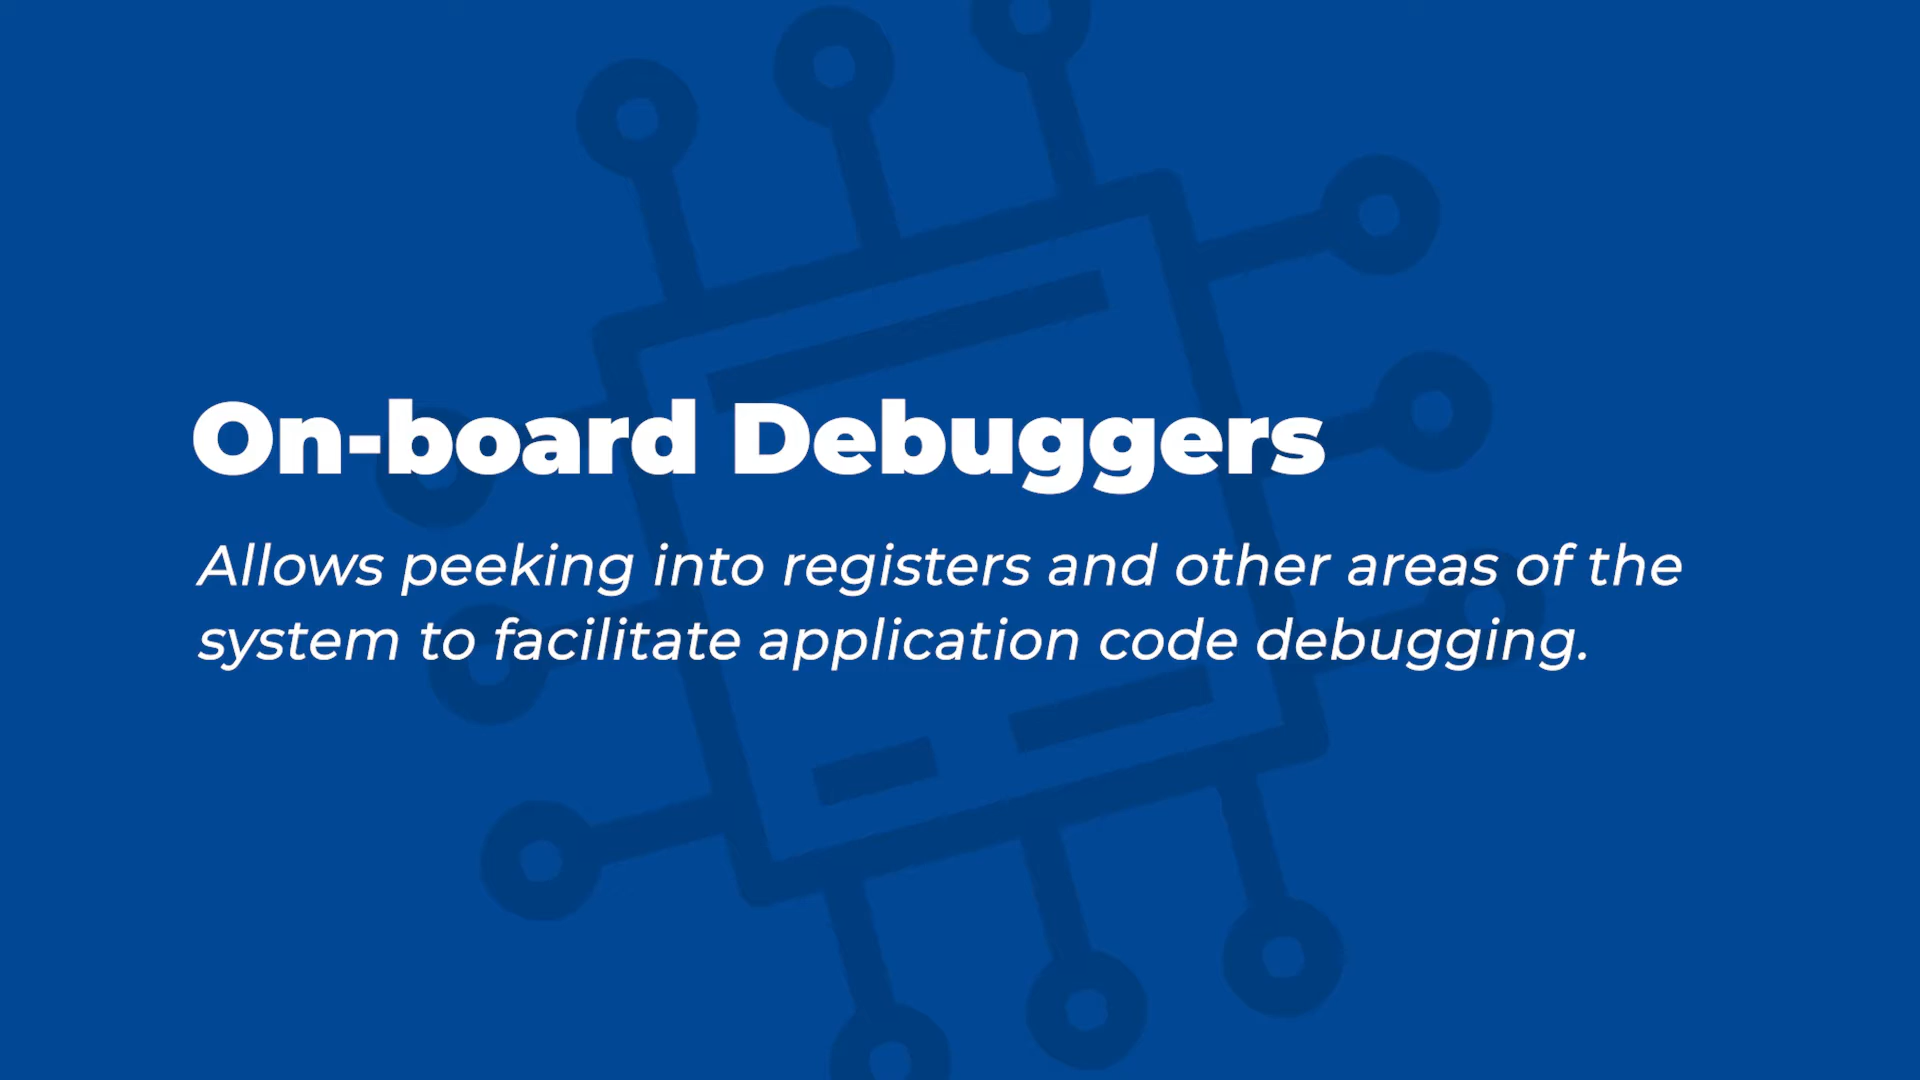 On-board Debuggers
Allows peeking into registers and other areas of the
system to facilitate application code debugging.